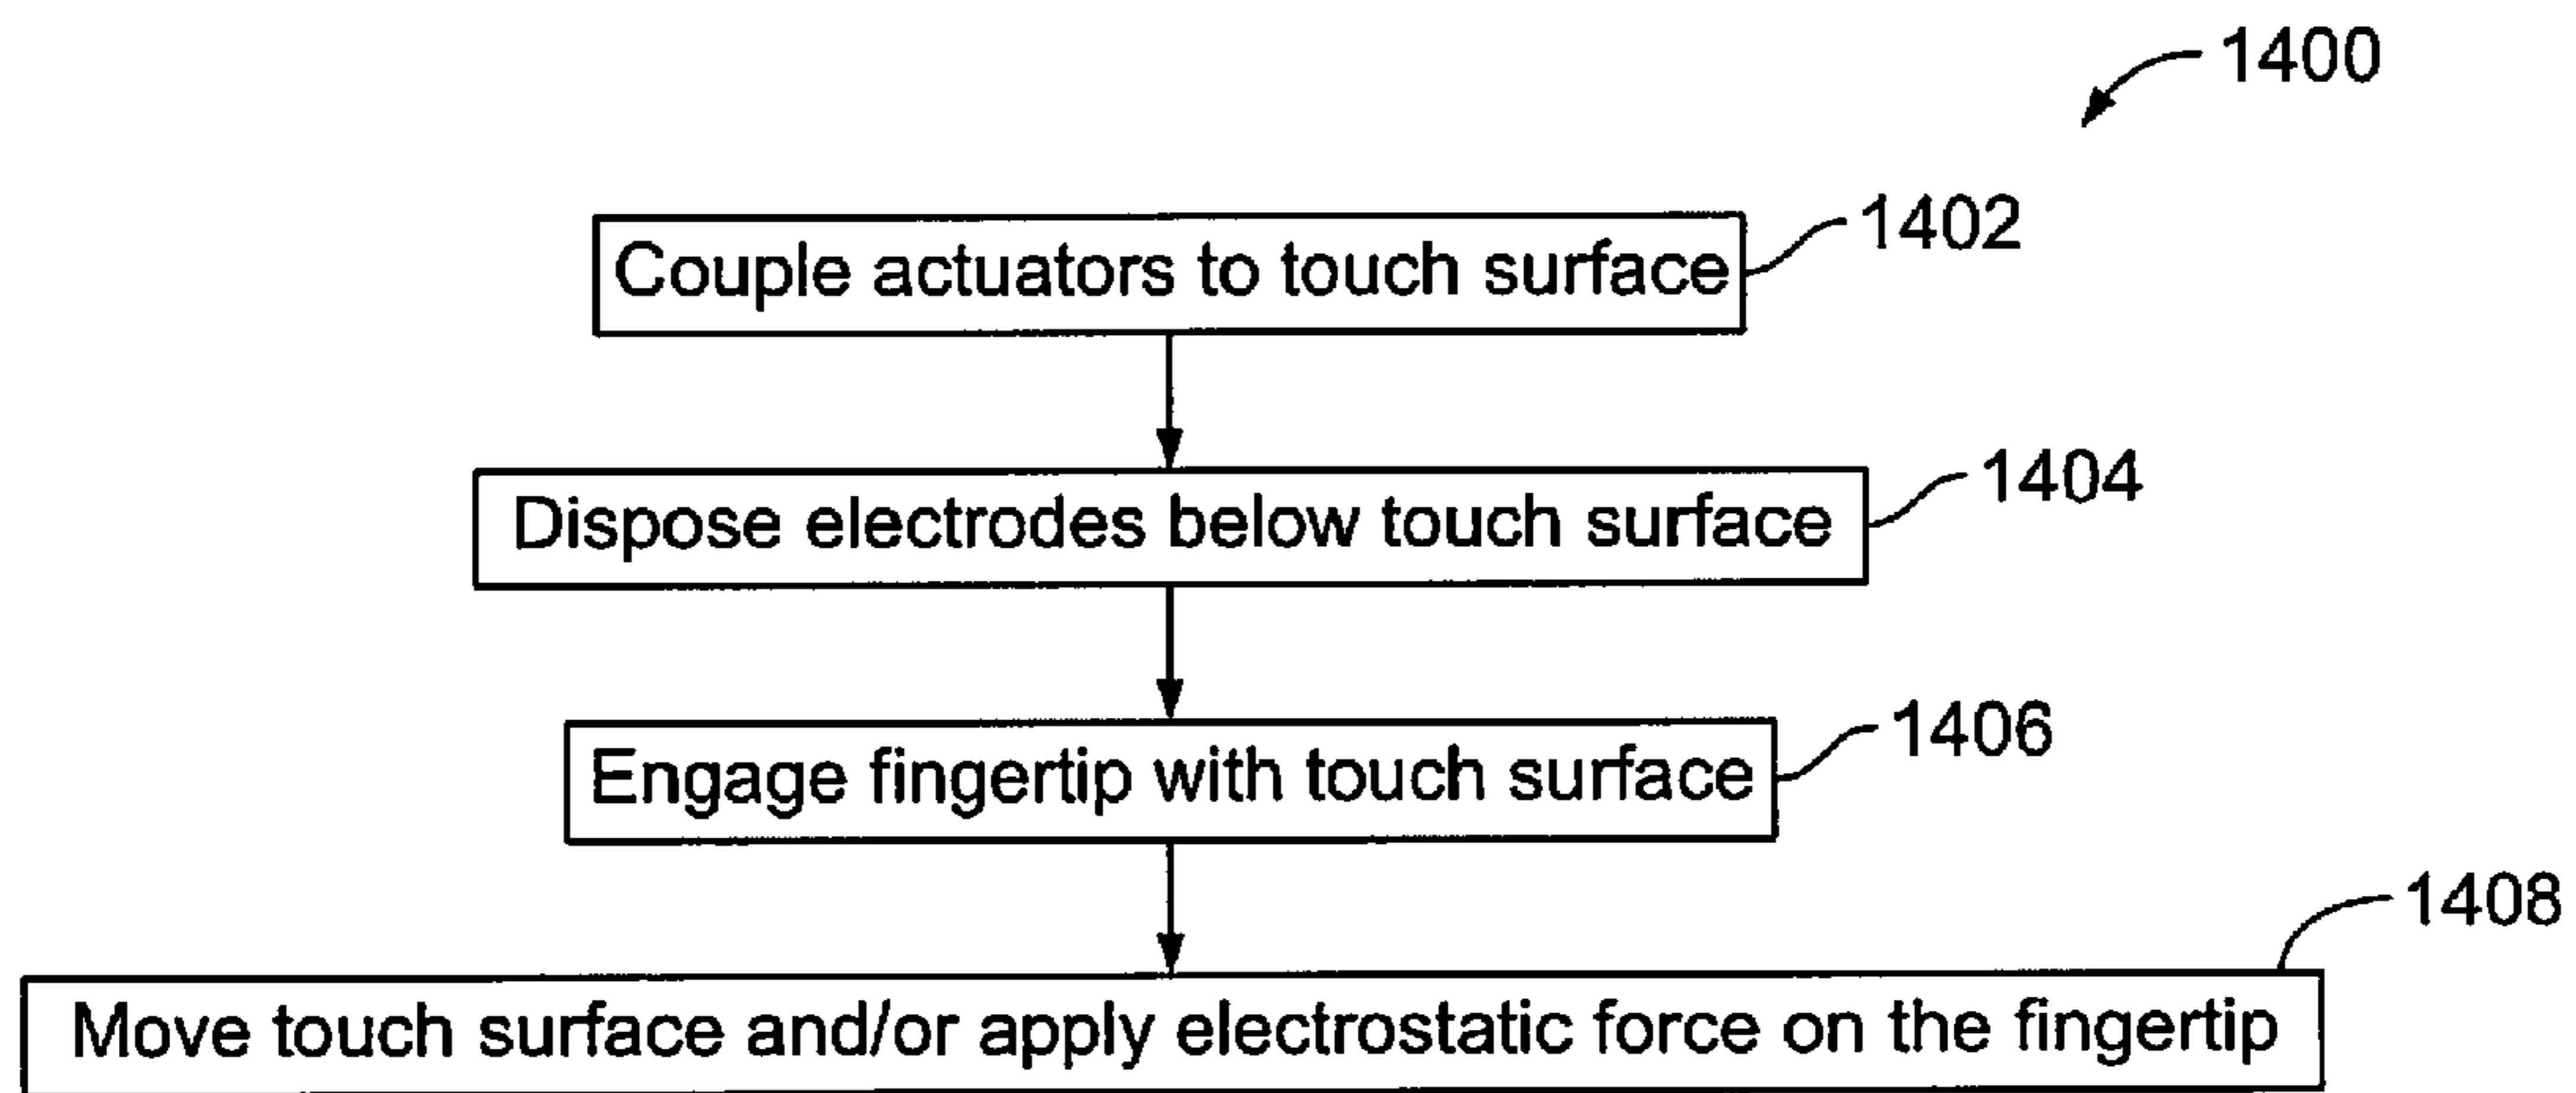 1400
Couple actuators to touch surface 1402
Dispose electrodes below touch surface 1404
Engage fingertip with touch surface 1406
1408
Move touch surface and/or apply electrostatic force on the fingertip